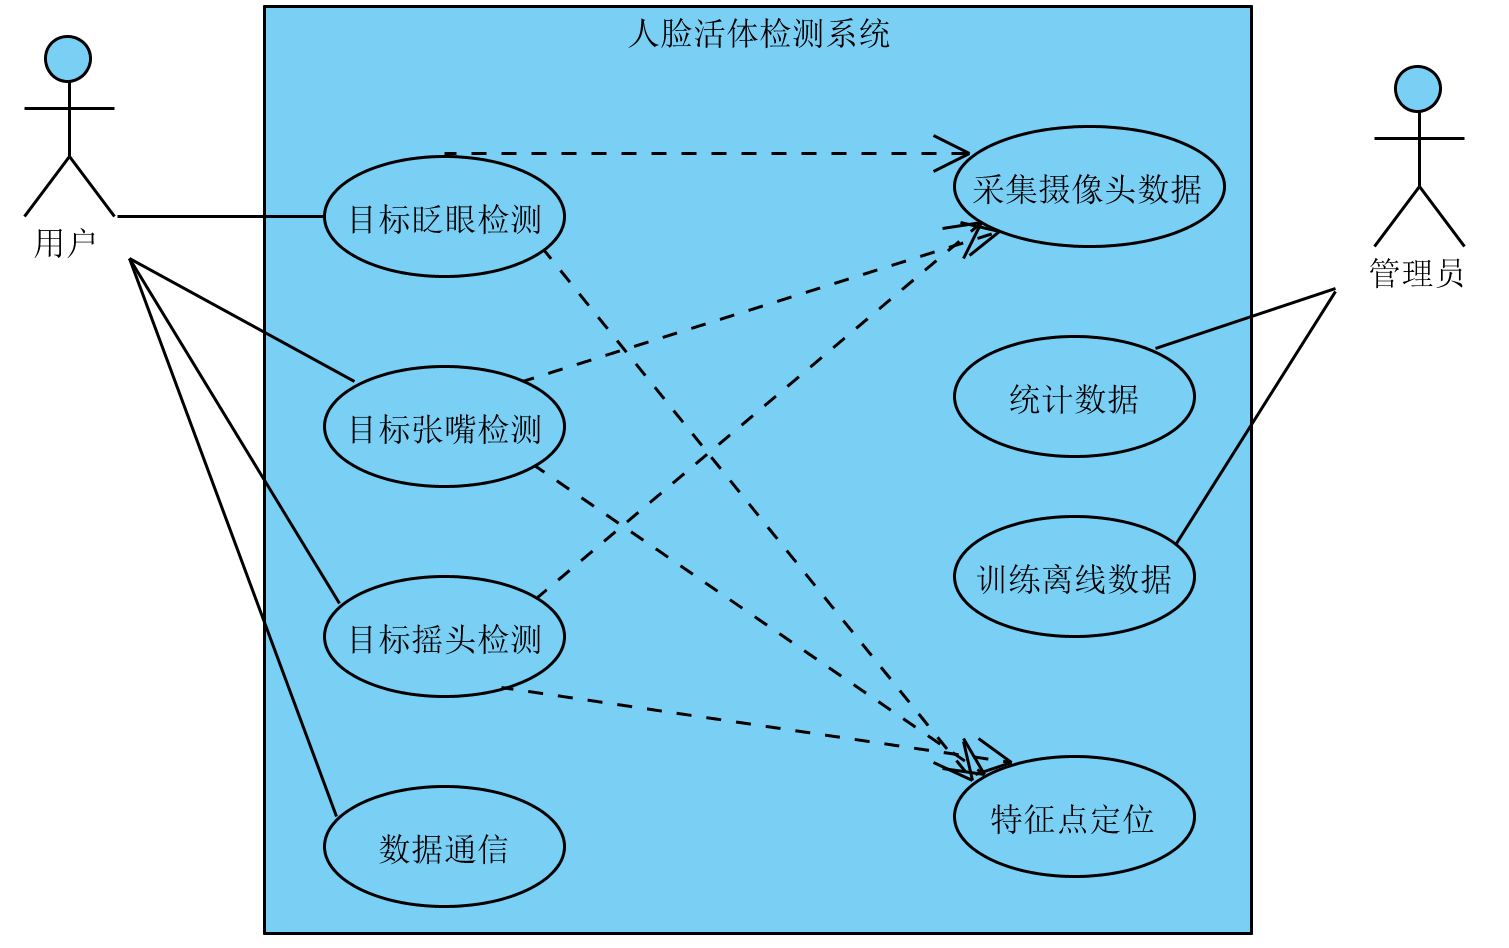 人脸活体检测系统
用户
管理员
目标眨眼检测
采集摄像头数据
目标张嘴检测
统计数据
目标摇头检测
训练离线数据
数据通信
特征点定位